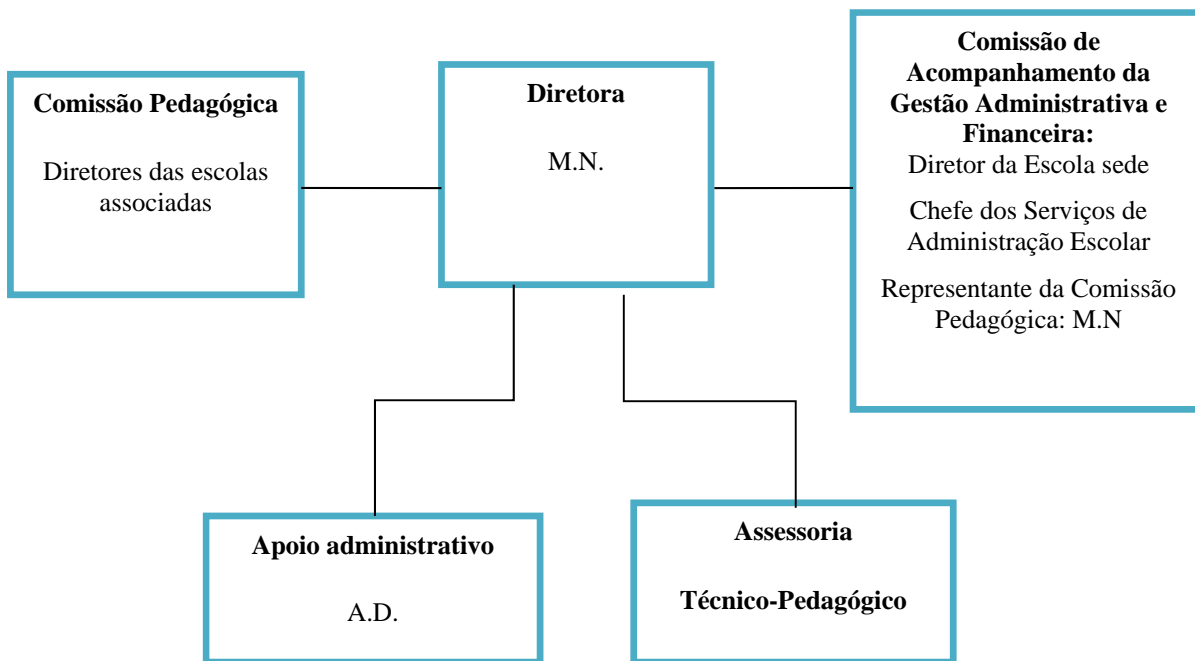 Comissão Pedagógica
Diretores das escolas
associadas
Diretora
M.N.
Comissão de
Acompanhamento da
Gestão Administrativa e
Financeira:
Diretor da Escola sede
Chefe dos Serviços de
Administração Escolar
Representante da Comissão
Pedagógica: M.N
Apoio administrativo
A.D.
Assessoria
Técnico-Pedagógico